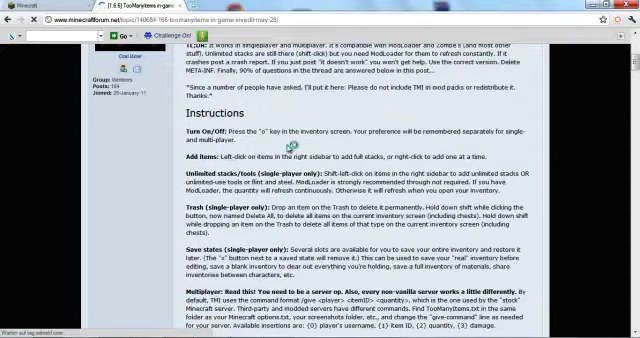 Minecraft
[1.6.6] TooManyItems in-game
www.minecraftforum.net/topic/140684-166-toomanyitems-in-game-invedit-may-28/
Go
Challenge Go!
TL;DR: It works in singleplayer and multiplayer. It's compatible with ModLoader and Zombe's (and most other
stuff). Unlimited stacks are still there (shift-click) but you need ModLoader for them to refresh constantly. If it
crashes post a crash report. If you just post "it doesn't work" you won't get help. Use the correct version. Delete
META-INF. Finally, 90% of questions in the thread are answered below in this post...
Coal Miner
Group: Members
Posts: 194
Joined: 20-January 11
*Since a number of people have asked, I'll put it here: Please do not include TMI in mod packs or redistribute it.
Thanks.*
Instructions
Turn On/Off: Press the "o" key in the inventory screen. Your preference will be remembered separately for single-
and multi-player.
Add items: Left-click on items in the right sidebar to add full stacks, or right-click to add one at a time.
Unlimited stacks/tools (single-player only): Shift-left-click on items in the right sidebar to add unlimited stacks OR
unlimited-use tools or flint and steel. ModLoader is strongly recommended through not required. If you have
ModLoader, the quantity will refresh continuously. Otherwise it will refresh when you open your inventory.
Trash (single-player only): Drop an item on the Trash to delete it permanently. Hold down shift while clicking the
button, now named Delete All, to delete all items on the current inventory screen (including chests). Hold down shift
while dropping an item on the Trash to delete all items of that type on the current inventory screen (including
chests).
Save states (single-player only): Several slots are available for you to save your entire inventory and restore it
later. (The "x" button next to a saved state will remove it.) This can be used to save your "real" inventory before
editing, save a blank inventory to clear out everything you're holding, save a full inventory of materials, share
inventories between characters, etc.
Multiplayer: Read this! You need to be a server op. Also, every non-vanilla server works a little differently. By
default, TMI uses the command format /give <player> <itemID> <quantity>, which is the one used by the "stock"
Minecraft server. Third-party and modded servers have different commands. Find TooManyItems.txt in the same
folder as your Minecraft options.txt, your screenshots folder, etc., and change the "give-command" line as needed
for your server. Available insertions are: {0} player's username, {1} item ID, {2} quantity, {3} damage.